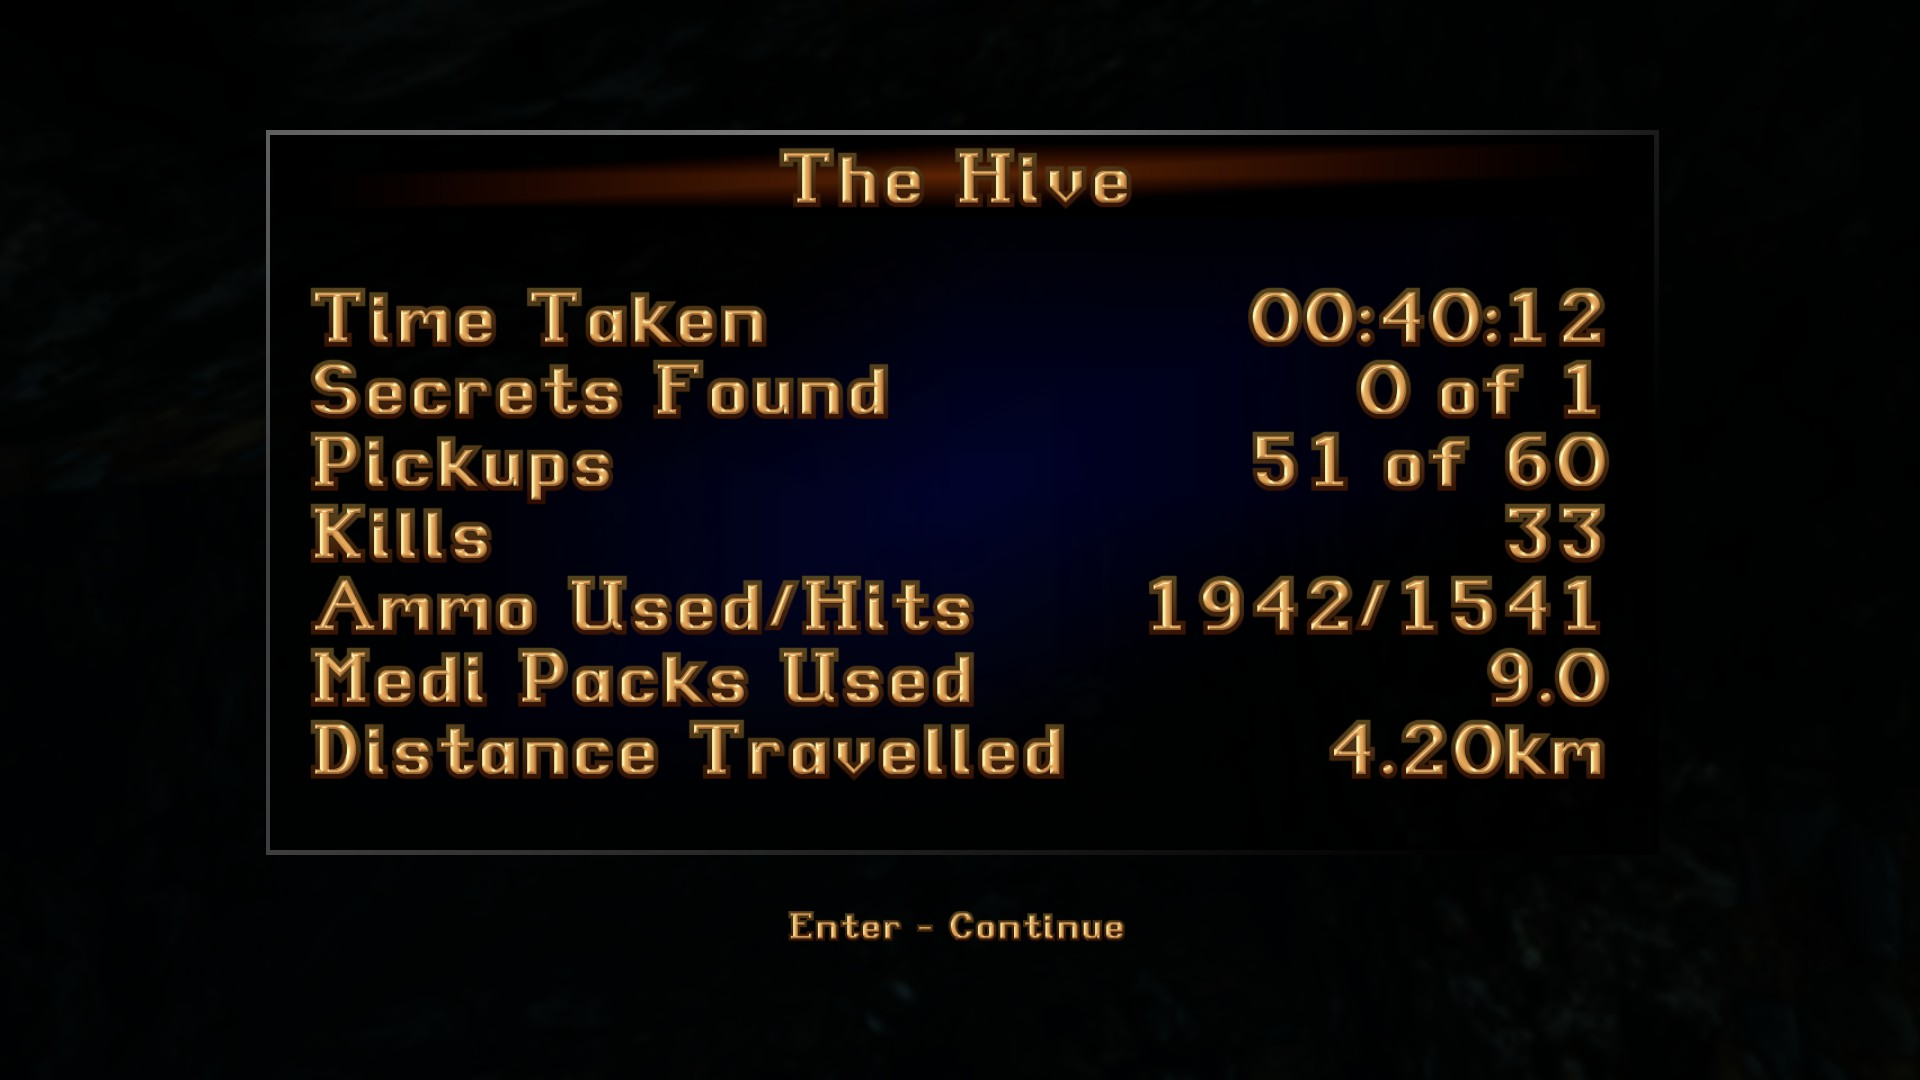 The Hive
Time Taken 00:40:12
Secrets Found 0 of 1
Pickups 51 of 60
Kills 33
Ammo Used/Hits 1942/1541
Medi Packs Used 9.0
Distance Travelled 4.20km
Enter - Continue